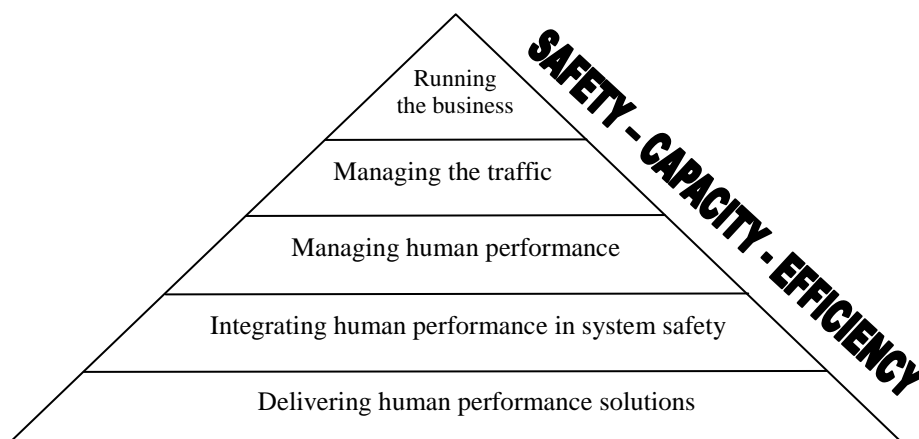 Running
the business
Managing the traffic
Managing human performance
Integrating human performance in system safety
Delivering human performance solutions
SAFETY - CAPACITY - EFFICIENCY